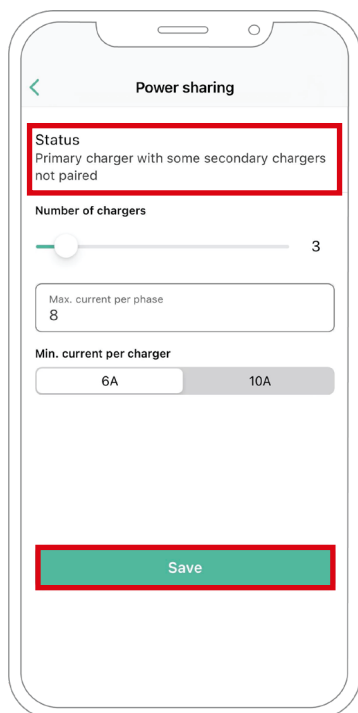 Power sharing
Status
Primary charger with some secondary chargers
not paired
Number of chargers
3
Max. current per phase
8
Min. current per charger
6A 10A
Save